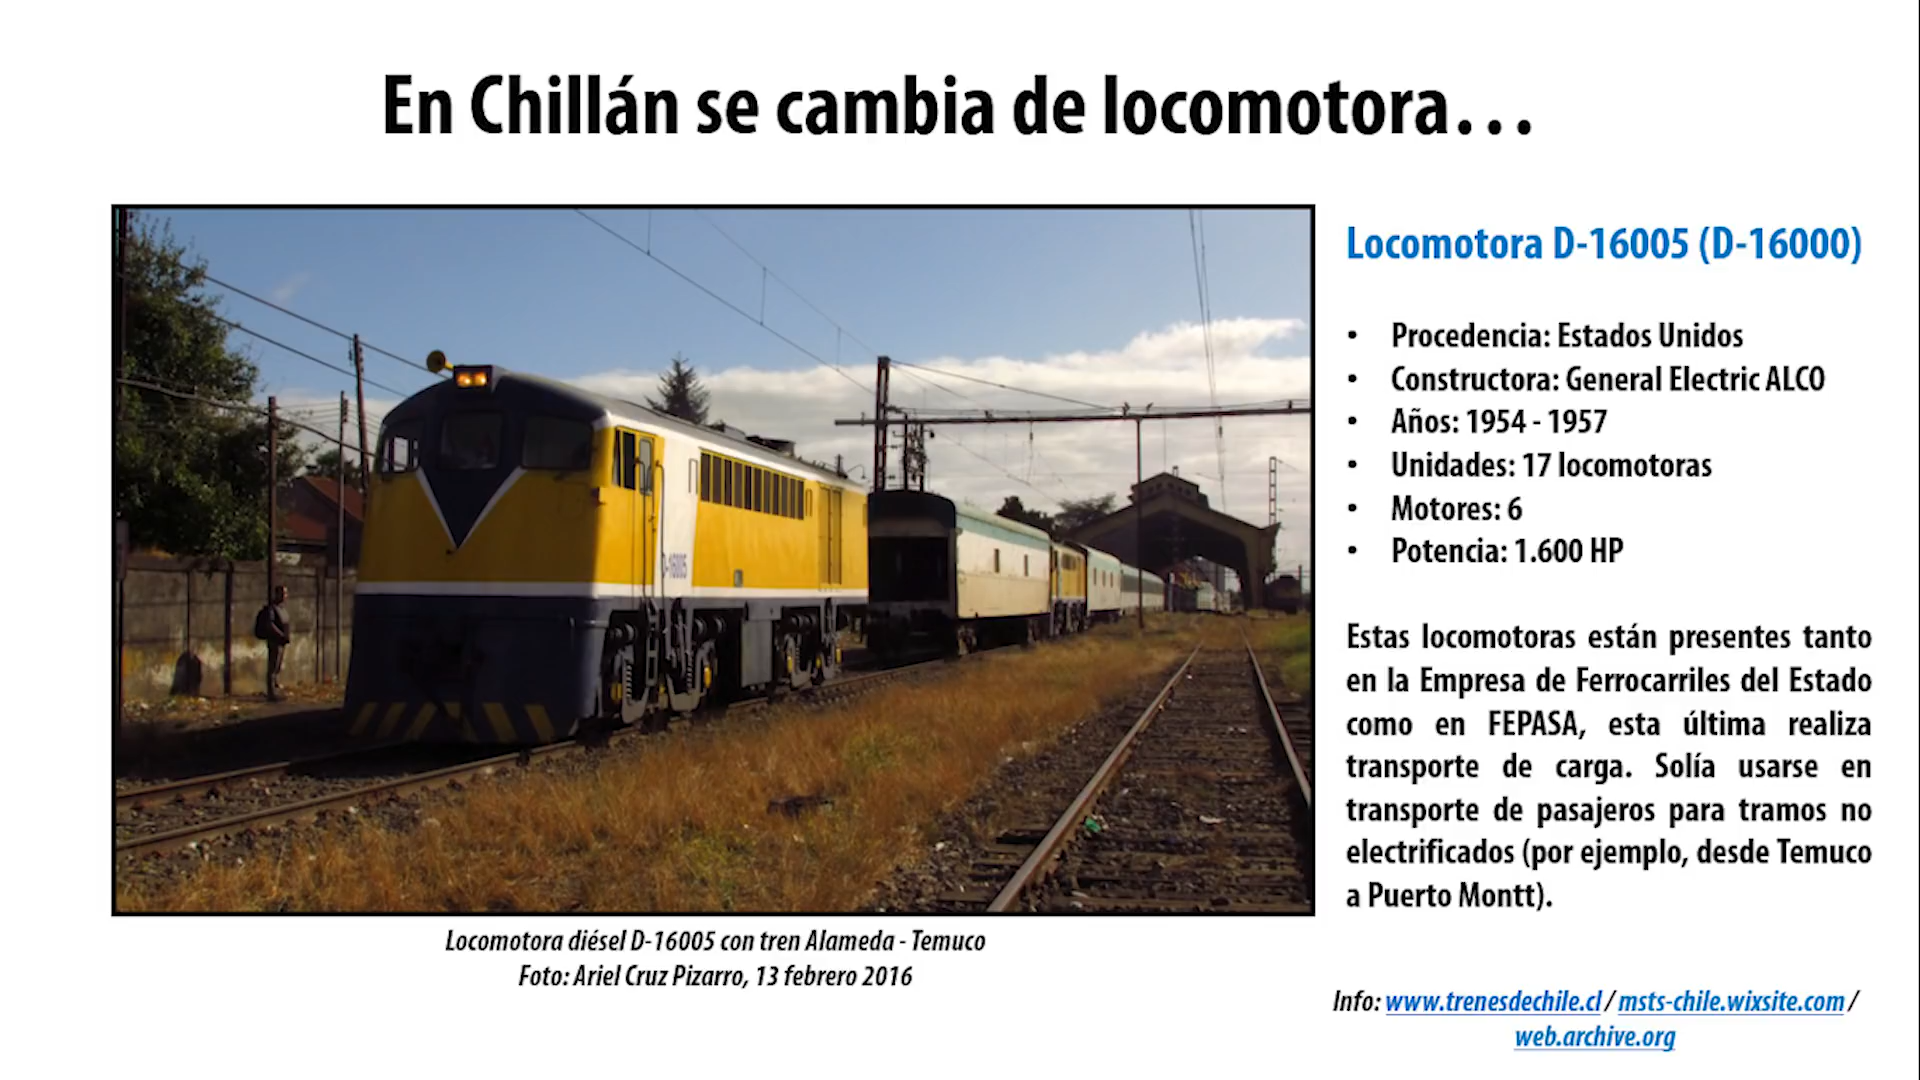 En Chillán se cambia de locomotora…
Locomotora D-16005 (D-16000)
• Procedencia: Estados Unidos
• Constructora: General Electric ALCO
• Años: 1954 - 1957
• Unidades: 17 locomotoras
• Motores: 6
• Potencia: 1.600 HP
Estas locomotoras están presentes tanto
en la Empresa de Ferrocarriles del Estado
como en FEPASA, esta última realiza
transporte de carga. Solía usarse en
transporte de pasajeros para tramos no
electrificados (por ejemplo, desde Temuco
a Puerto Montt).
D-16005
Locomotora diésel D-16005 con tren Alameda - Temuco
Foto: Ariel Cruz Pizarro, 13 febrero 2016
Info: www.trenesdechile.cl / msts-chile.wixsite.com /
web.archive.org